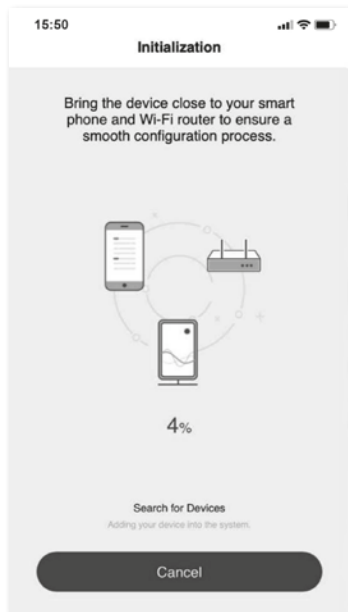 15:50
Initialization
Bring the device close to your smart
phone and Wi-Fi router to ensure a
smooth configuration process.
4%
Search for Devices
Adding your device into the system.
Cancel